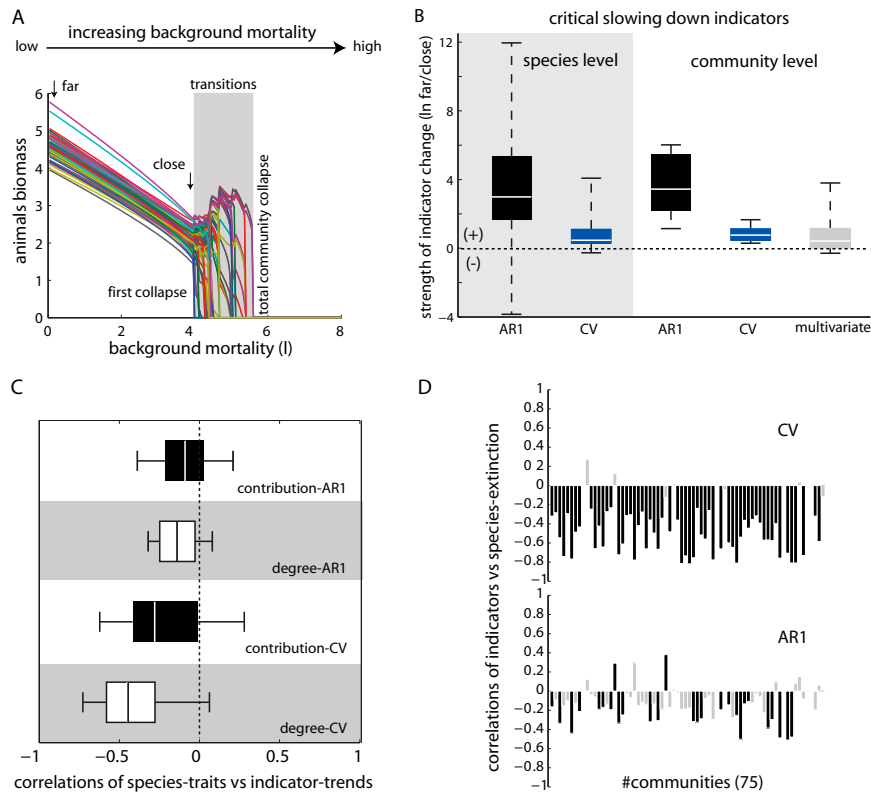 A
increasing background mortality
low
high
transitions
far
close
first collapse
total community collapse
animals biomass
6
5
4
3
2
1
0
0 2 4 6 8
background mortality (l)
B
critical slowing down indicators
species level
community level
strength of indicator change (ln far/close)
12
8
4
0
−4
(+)
(-)
AR1 CV AR1 CV multivariate
C
contribution-AR1
degree-AR1
contribution-CV
degree-CV
−1 −0.5 0 0.5 1
correlations of species-traits vs indicator-trends
D
correlations of indicators vs species-extinction
CV
1
0.8
0.6
0.4
0.2
0
−0.2
−0.4
−0.6
−0.8
−1
AR1
1
0.8
0.6
0.4
0.2
0
−0.2
−0.4
−0.6
−0.8
−1
#communities (75)